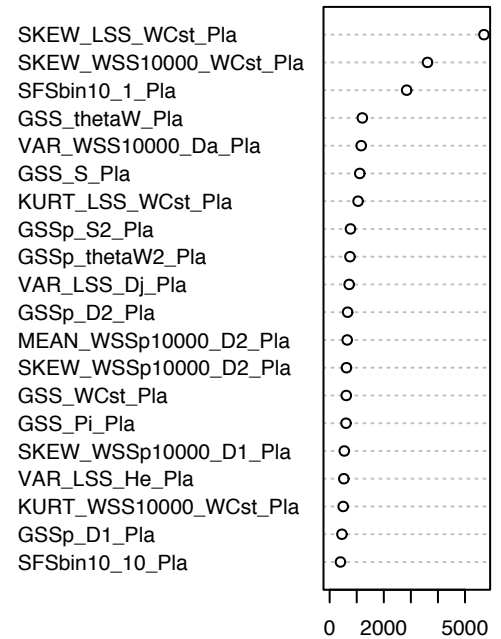 SKEW_LSS_WCst_Pla
SKEW_WSS10000_WCst_Pla
SFSbin10_1_Pla
GSS_thetaW_Pla
VAR_WSS10000_Da_Pla
GSS_S_Pla
KURT_LSS_WCst_Pla
GSSp_S2_Pla
GSSp_thetaW2_Pla
VAR_LSS_Dj_Pla
GSSp_D2_Pla
MEAN_WSSp10000_D2_Pla
SKEW_WSSp10000_D2_Pla
GSS_WCst_Pla
GSS_Pi_Pla
SKEW_WSSp10000_D1_Pla
VAR_LSS_He_Pla
KURT_WSS10000_WCst_Pla
GSSp_D1_Pla
SFSbin10_10_Pla
0 2000 5000